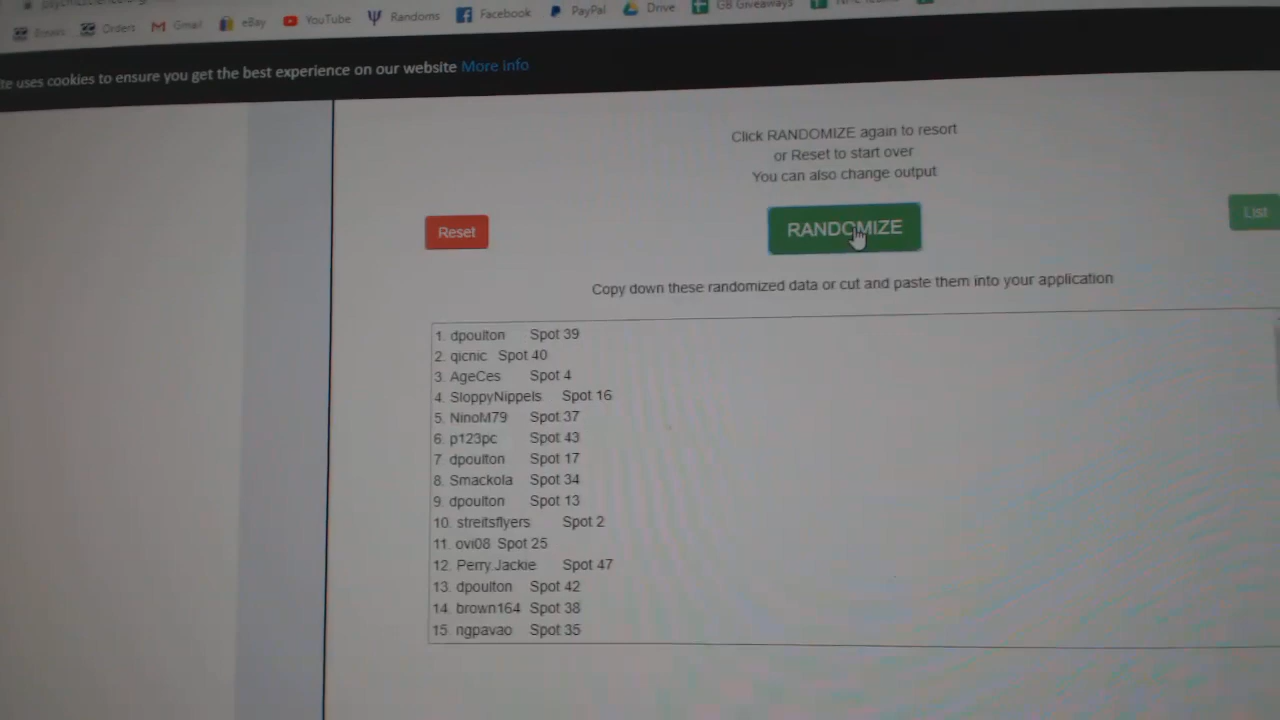 Orders Gmail eBay YouTube Randoms Facebook PayPal Drive GB Giveaways
te uses cookies to ensure you get the best experience on our website More info
Click RANDOMIZE again to resort
or Reset to start over
You can also change output
Reset RANDOMIZE List
Copy down these randomized data or cut and paste them into your application
1. dpoulton Spot 39
2. qicnic Spot 40
3. AgeCes Spot 4
4. SloppyNippels Spot 16
5. NinoM79 Spot 37
6. p123pc Spot 43
7. dpoulton Spot 17
8. Smackola Spot 34
9. dpoulton Spot 13
10. streitsflyers Spot 2
11. ovi08 Spot 25
12. Perry.Jackie Spot 47
13. dpoulton Spot 42
14. brown164 Spot 38
15 ngpavao Spot 35